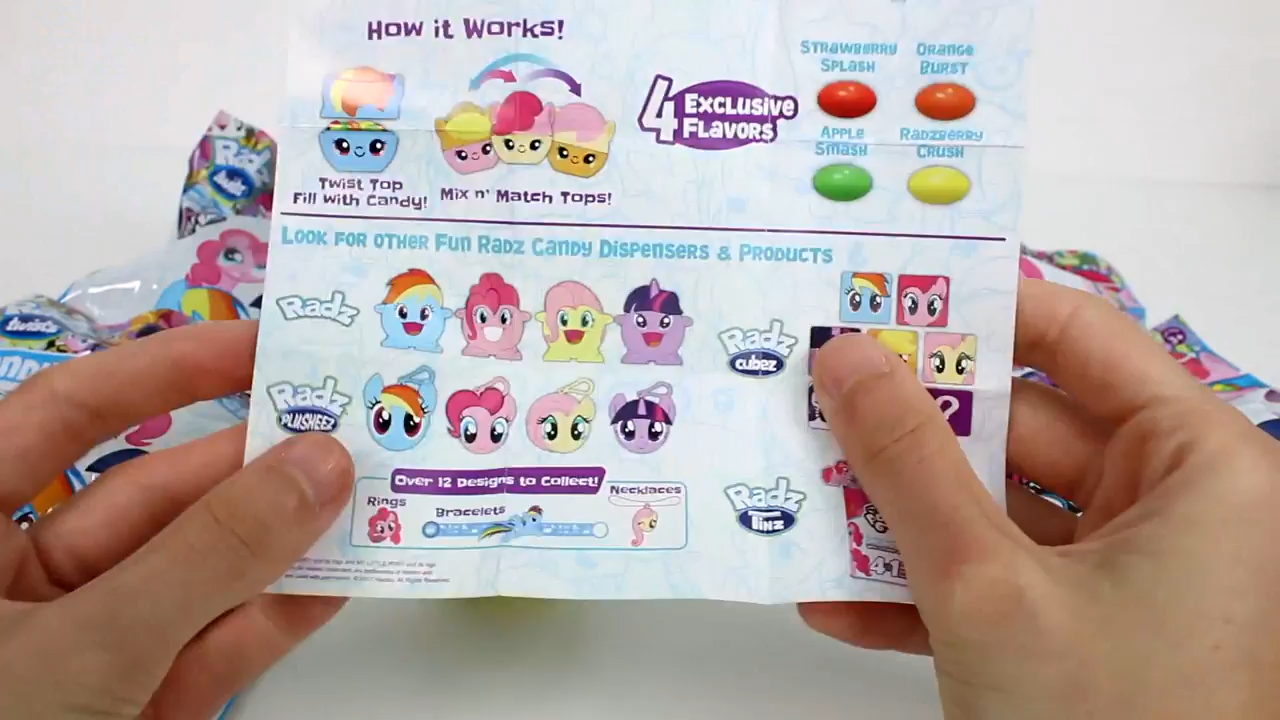 How it Works!
Twist Top
Fill With Candy!
Mix n' Match Tops!
4 Exclusive
Flavors
Strawberry
Splash
Orange
Burst
Apple
Smash
Radzberry
Crush
Look for other Fun Radz Candy Dispensers & Products
Radz
Radz
Plusheez
Radz
Cubez
?
Over 12 Designs to Collect!
Rings
Bracelets
Necklaces
Radz
Tinz
Radz
twists